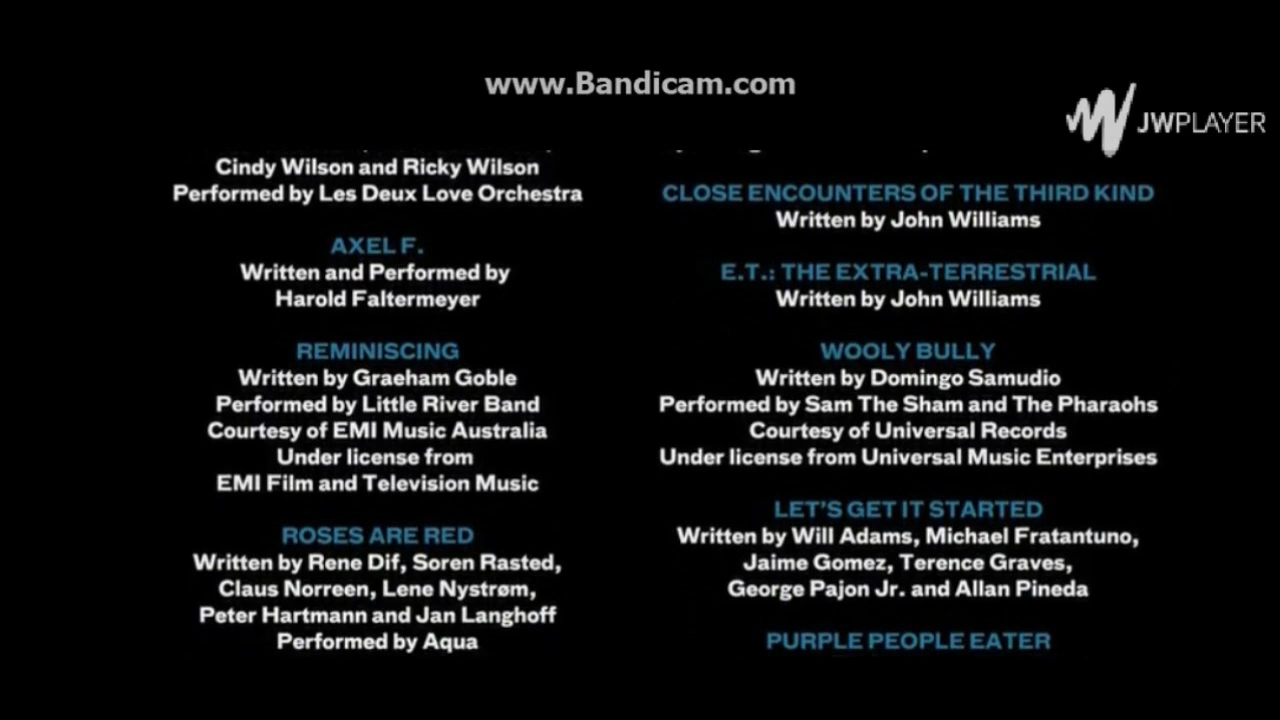 www.Bandicam.com
JWPLAYER
Cindy Wilson and Ricky Wilson
Performed by Les Deux Love Orchestra
AXEL F.
Written and Performed by
Harold Faltermeyer
REMINISCING
Written by Graeham Goble
Performed by Little River Band
Courtesy of EMI Music Australia
Under license from
EMI Film and Television Music
ROSES ARE RED
Written by Rene Dif, Soren Rasted,
Claus Norreen, Lene Nystrøm,
Peter Hartmann and Jan Langhoff
Performed by Aqua
CLOSE ENCOUNTERS OF THE THIRD KIND
Written by John Williams
E.T.: THE EXTRA-TERRESTRIAL
Written by John Williams
WOOLY BULLY
Written by Domingo Samudio
Performed by Sam The Sham and The Pharaohs
Courtesy of Universal Records
Under license from Universal Music Enterprises
LET'S GET IT STARTED
Written by Will Adams, Michael Fratantuno,
Jaime Gomez, Terence Graves,
George Pajon Jr. and Allan Pineda
PURPLE PEOPLE EATER